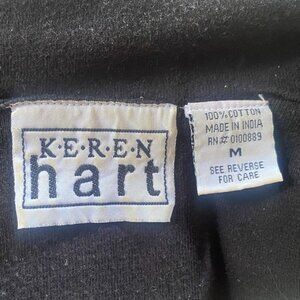 K·E·R·E·N
hart
100% COTTON
MADE IN INDIA
RN# 0100889
M
SEE REVERSE
FOR CARE